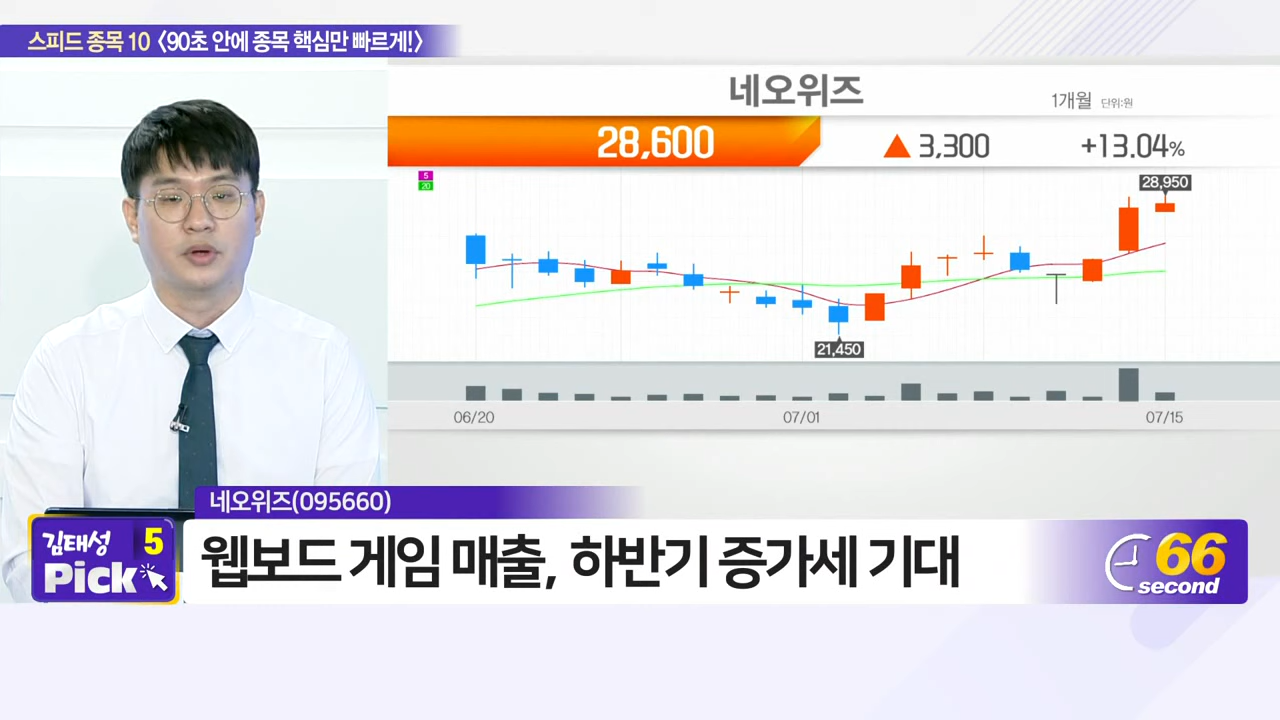 스피드 종목 10 〈90초 안에 종목 핵심만 빠르게!〉
네오위즈
1개월 단위:원
28,600 ▲ 3,300 +13.04%
5
20
28,950
21,450
06/20 07/01 07/15
네오위즈(095660)
김태성 5
Pick
웹보드 게임 매출, 하반기 증가세 기대
66
second